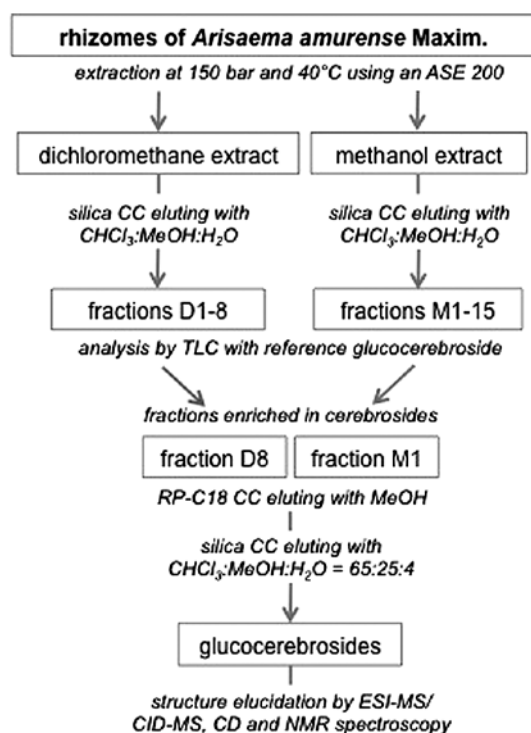 rhizomes of Arisaema amurense Maxim.
extraction at 150 bar and 40°C using an ASE 200
dichloromethane extract
methanol extract
silica CC eluting with
CHCl₃:MeOH:H₂O
silica CC eluting with
CHCl₃:MeOH:H₂O
fractions D1-8
fractions M1-15
analysis by TLC with reference glucocerebroside
fractions enriched in cerebrosides
fraction D8
fraction M1
RP-C18 CC eluting with MeOH
silica CC eluting with
CHCl₃:MeOH:H₂O = 65:25:4
glucocerebrosides
structure elucidation by ESI-MS/
CID-MS, CD and NMR spectroscopy